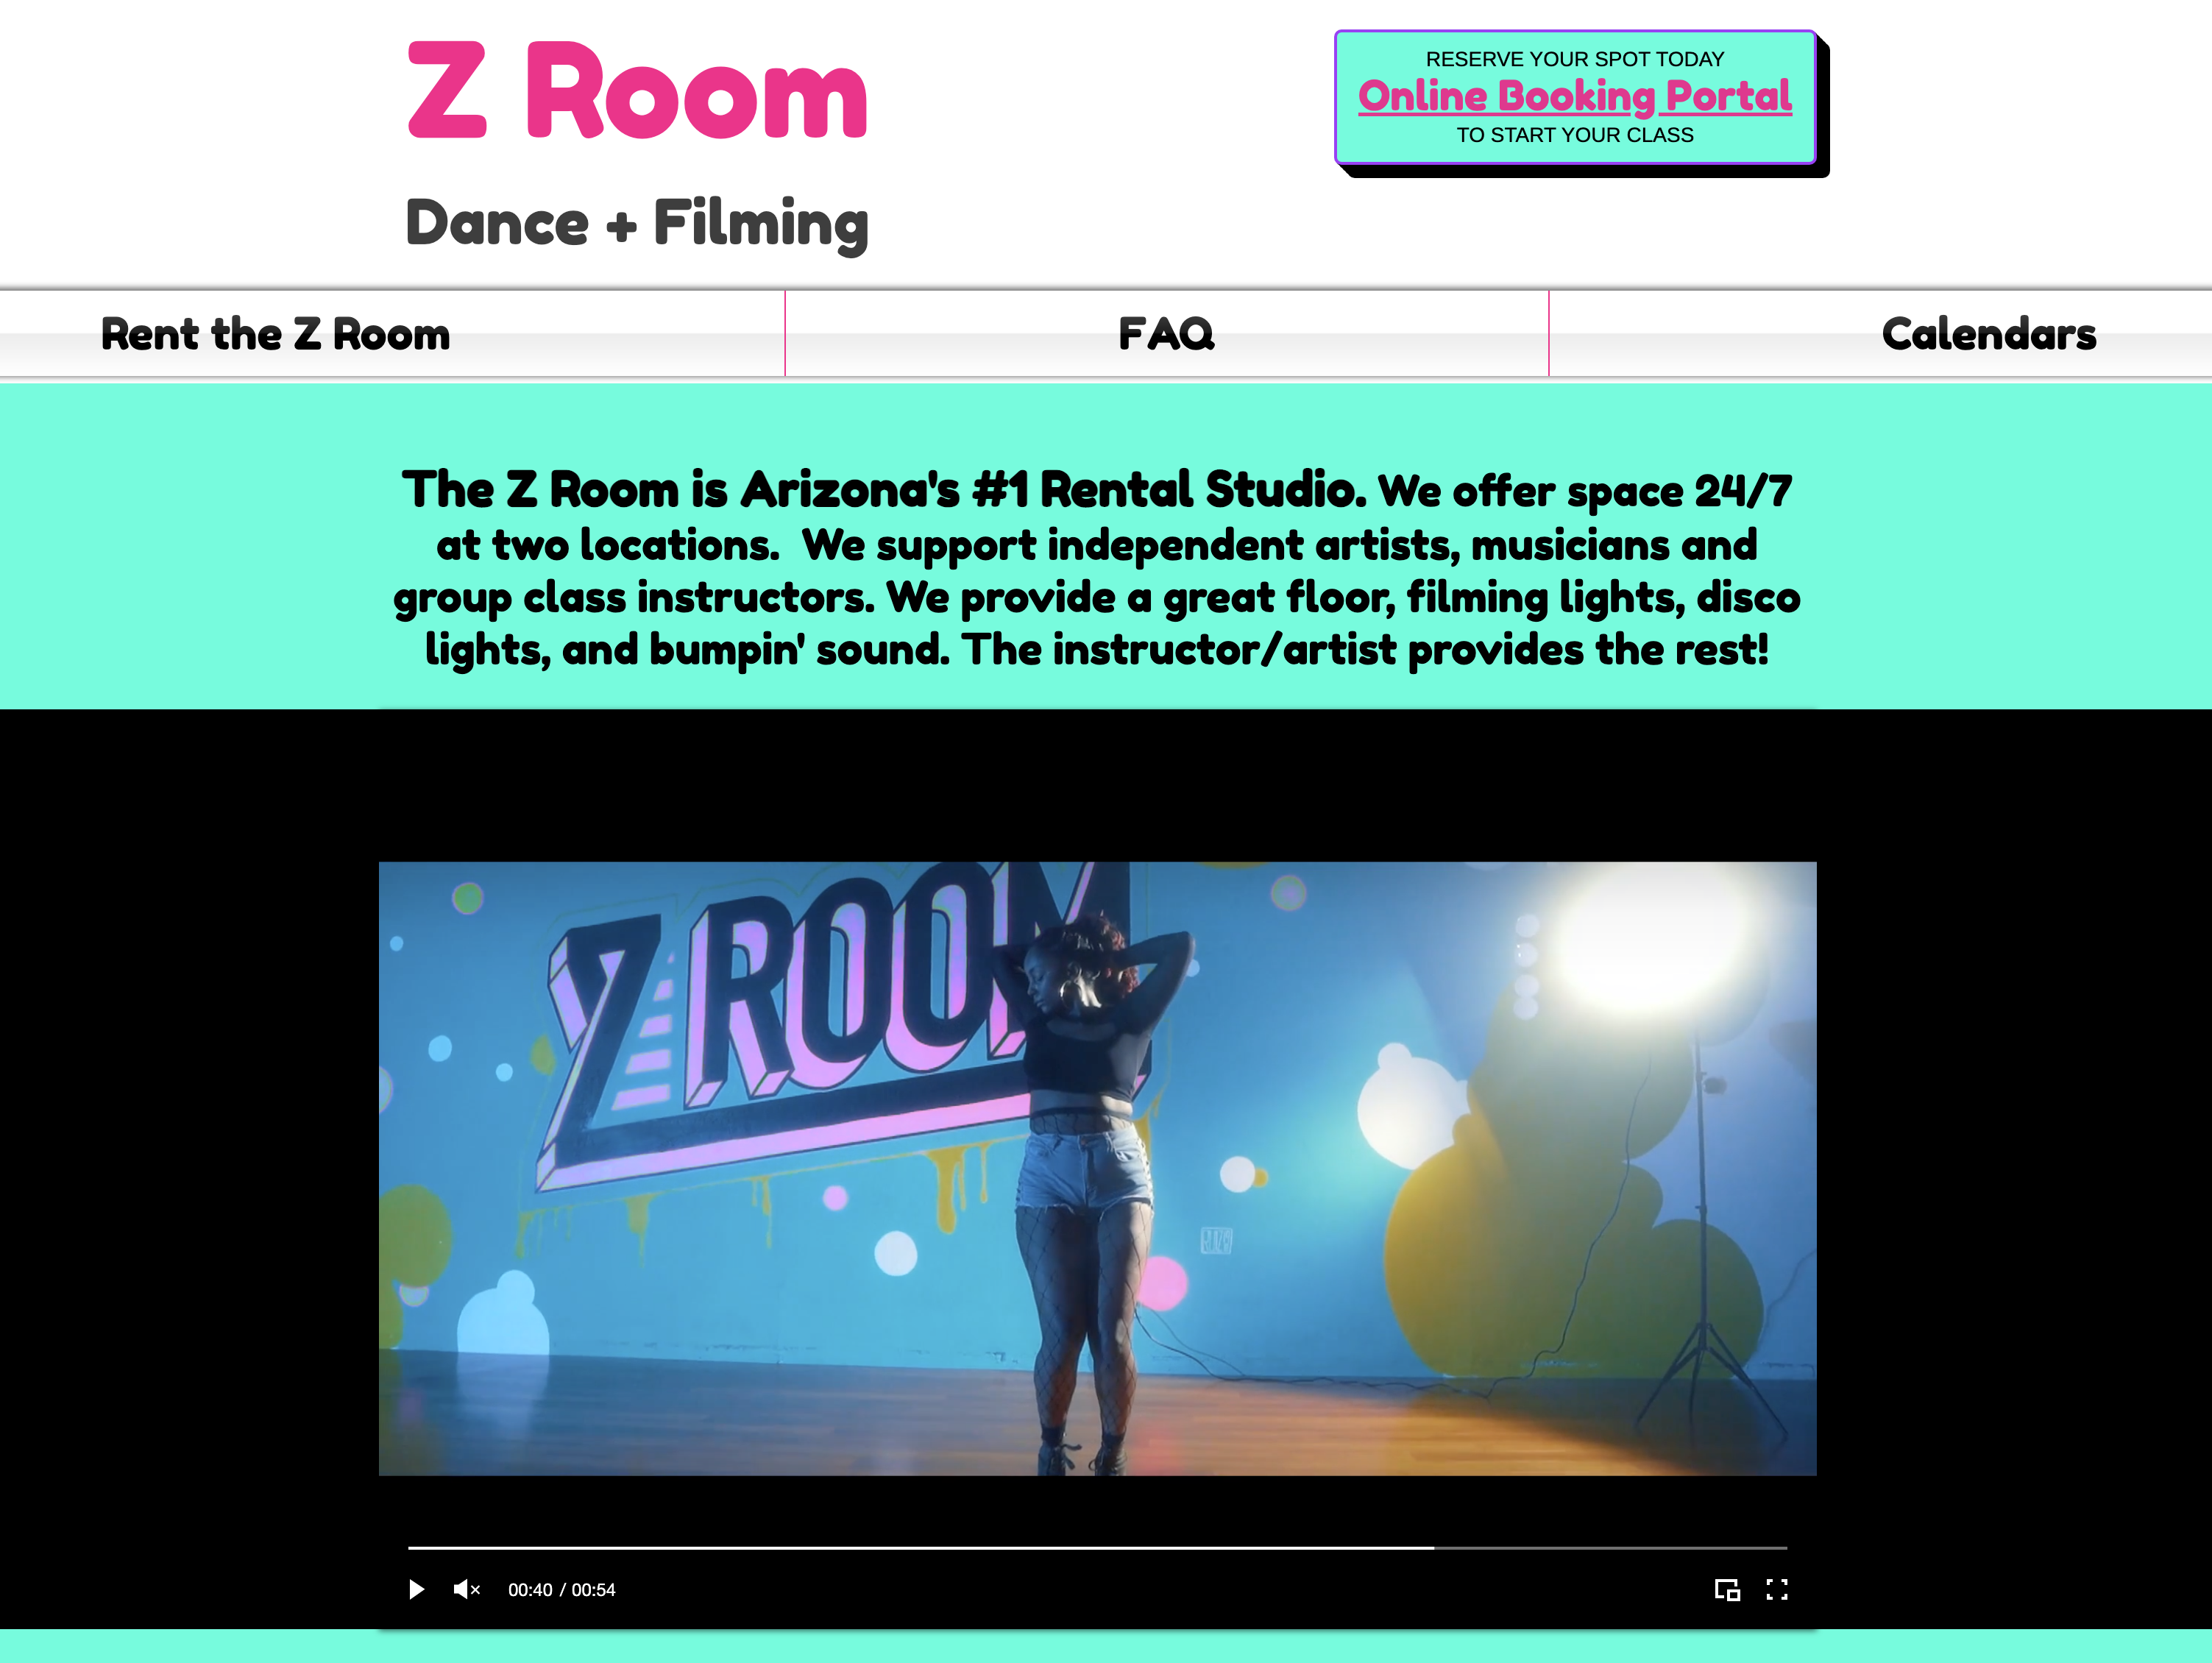 Z Room
Dance + Filming
RESERVE YOUR SPOT TODAY
Online Booking Portal
TO START YOUR CLASS
Rent the Z Room
FAQ
Calendars
The Z Room is Arizona's #1 Rental Studio. We offer space 24/7
at two locations.  We support independent artists, musicians and
group class instructors. We provide a great floor, filming lights, disco
lights, and bumpin' sound. The instructor/artist provides the rest!
Z ROOM
00:40 / 00:54